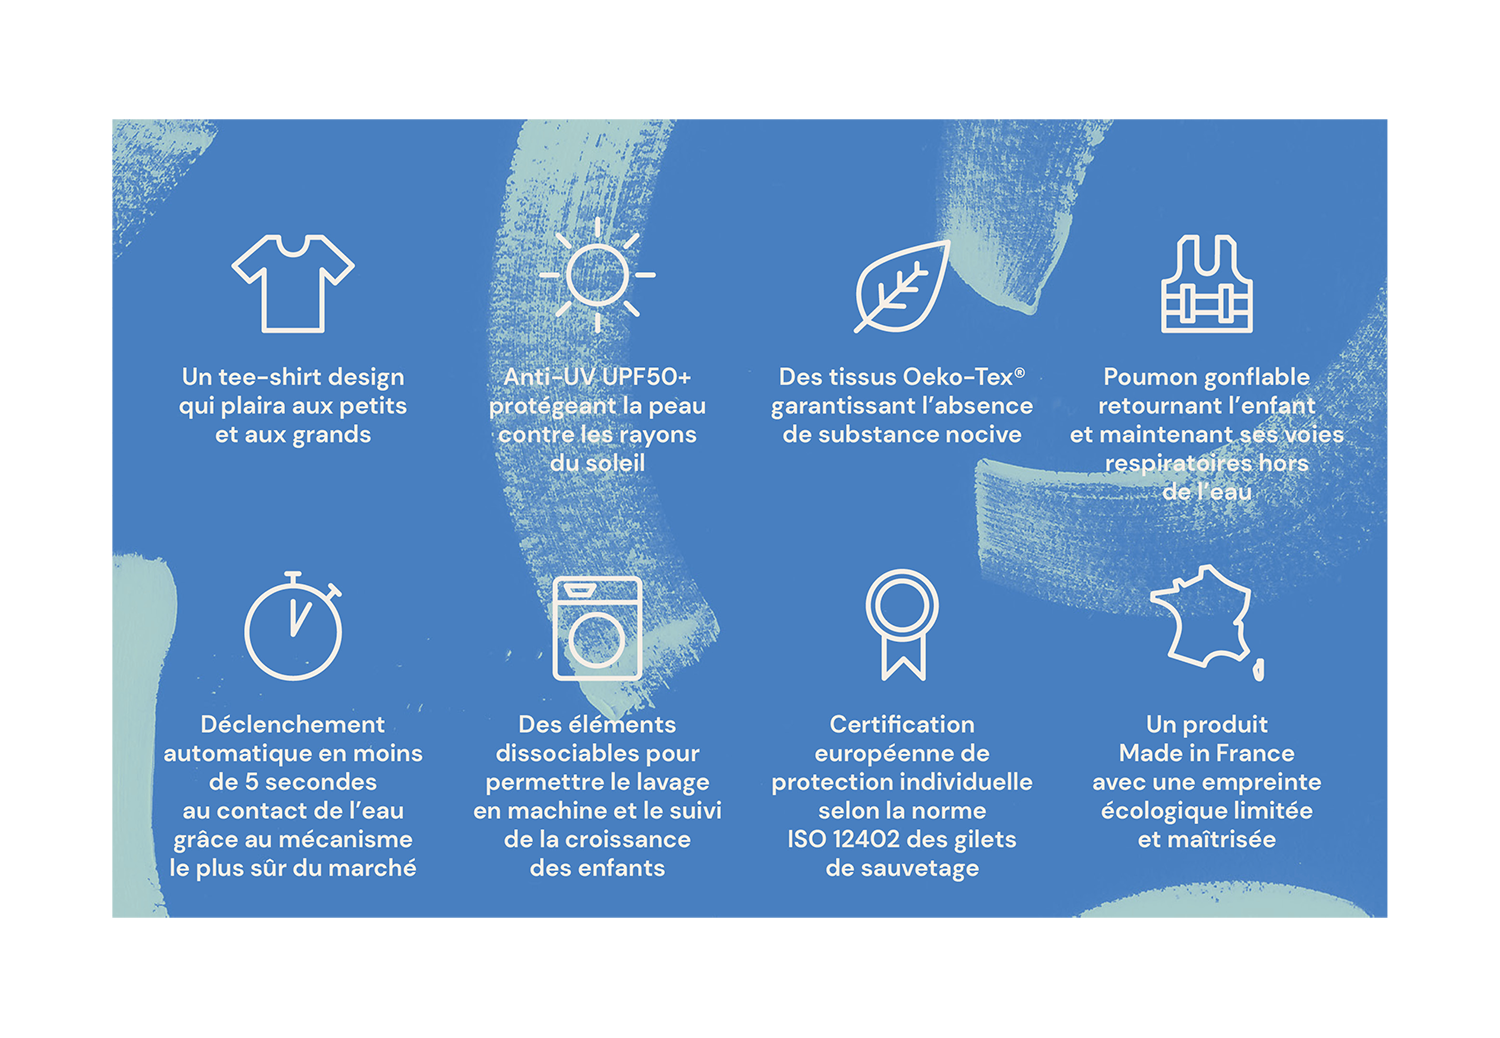 Un tee-shirt design
qui plaira aux petits
et aux grands
Anti-UV UPF50+
protégeant la peau
contre les rayons
du soleil
Des tissus Oeko-Tex®
garantissant l'absence
de substance nocive
Poumon gonflable
retournant l'enfant
et maintenant ses voies
respiratoires hors
de l'eau
Déclenchement
automatique en moins
de 5 secondes
au contact de l'eau
grâce au mécanisme
le plus sûr du marché
Des éléments
dissociables pour
permettre le lavage
en machine et le suivi
de la croissance
des enfants
Certification
européenne de
protection individuelle
selon la norme
ISO 12402 des gilets
de sauvetage
Un produit
Made in France
avec une empreinte
écologique limitée
et maîtrisée